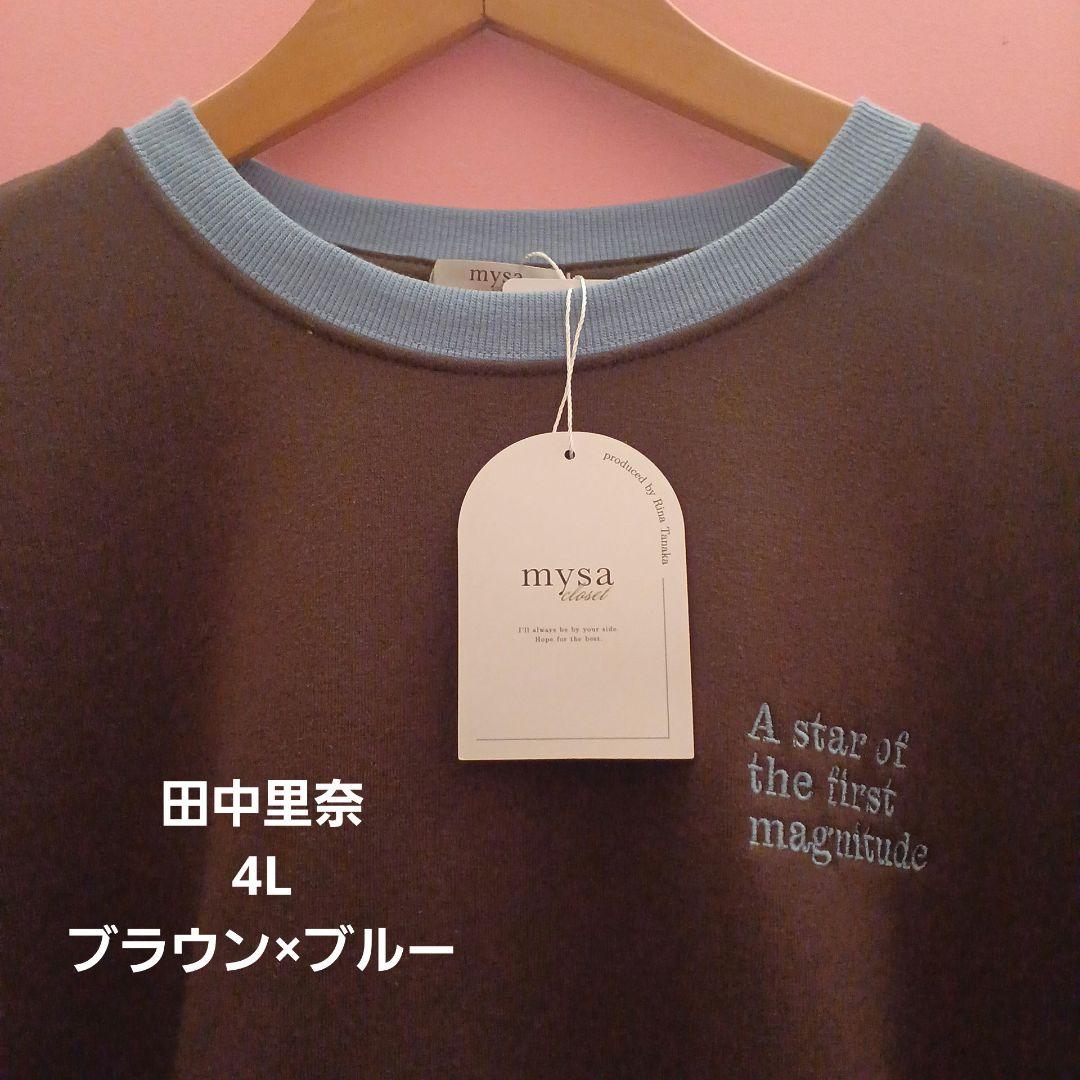 mysa
produced by Rina Tanaka
mysa
closet
I'll always be by your side.
Hope for the best.
A star of
the first
magnitude
田中里奈
4L
ブラウン×ブルー